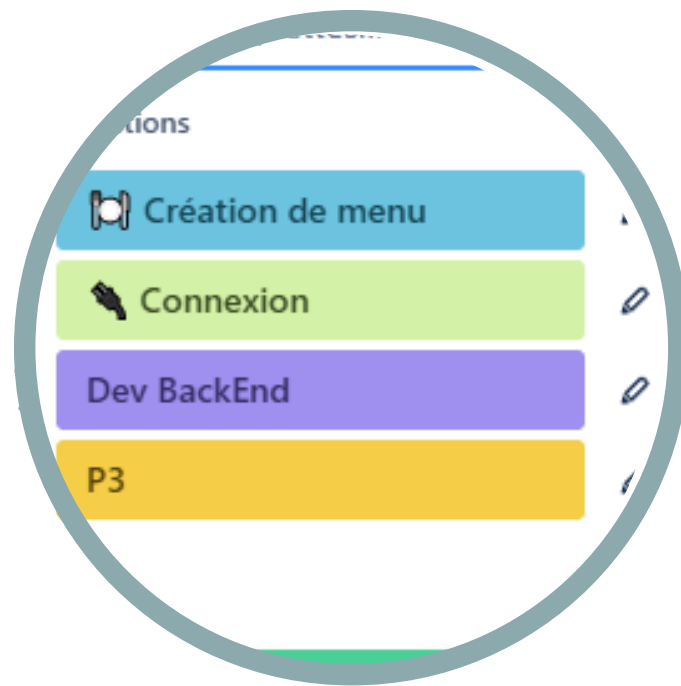 🍽 Création de menu
🔌 Connexion
Dev BackEnd
P3